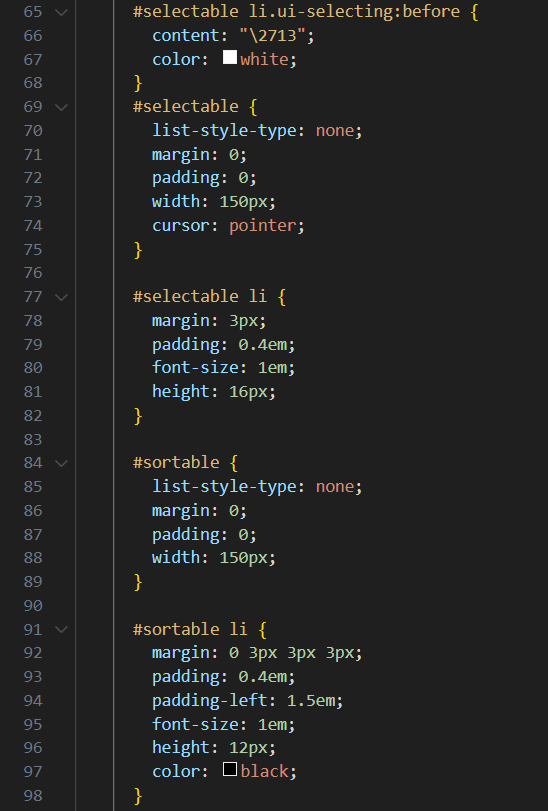 65 #selectable li.ui-selecting:before {
66 content: "\2713";
67 color: white;
68 }
69 #selectable {
70 list-style-type: none;
71 margin: 0;
72 padding: 0;
73 width: 150px;
74 cursor: pointer;
75 }
76
77 #selectable li {
78 margin: 3px;
79 padding: 0.4em;
80 font-size: 1em;
81 height: 16px;
82 }
83
84 #sortable {
85 list-style-type: none;
86 margin: 0;
87 padding: 0;
88 width: 150px;
89 }
90
91 #sortable li {
92 margin: 0 3px 3px 3px;
93 padding: 0.4em;
94 padding-left: 1.5em;
95 font-size: 1em;
96 height: 12px;
97 color: black;
98 }